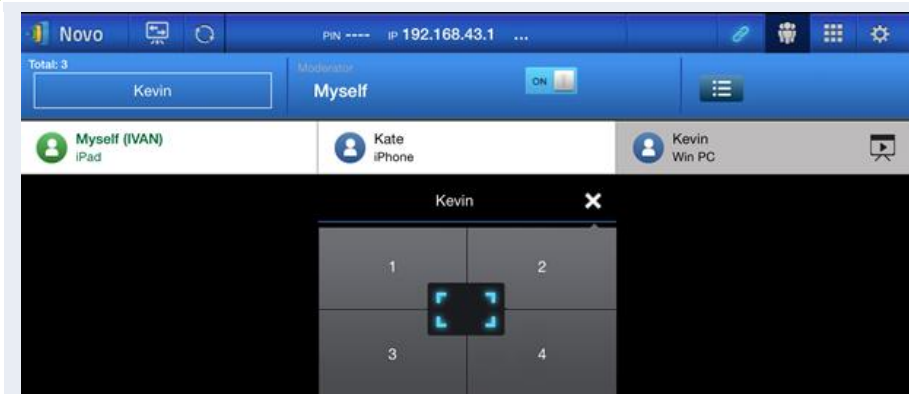 Novo PIN ---- IP 192.168.43.1 ...
Total: 3
Kevin
Moderator
Myself
ON
Myself (IVAN)
iPad
Kate
iPhone
Kevin
Win PC
Kevin
1 2
3 4